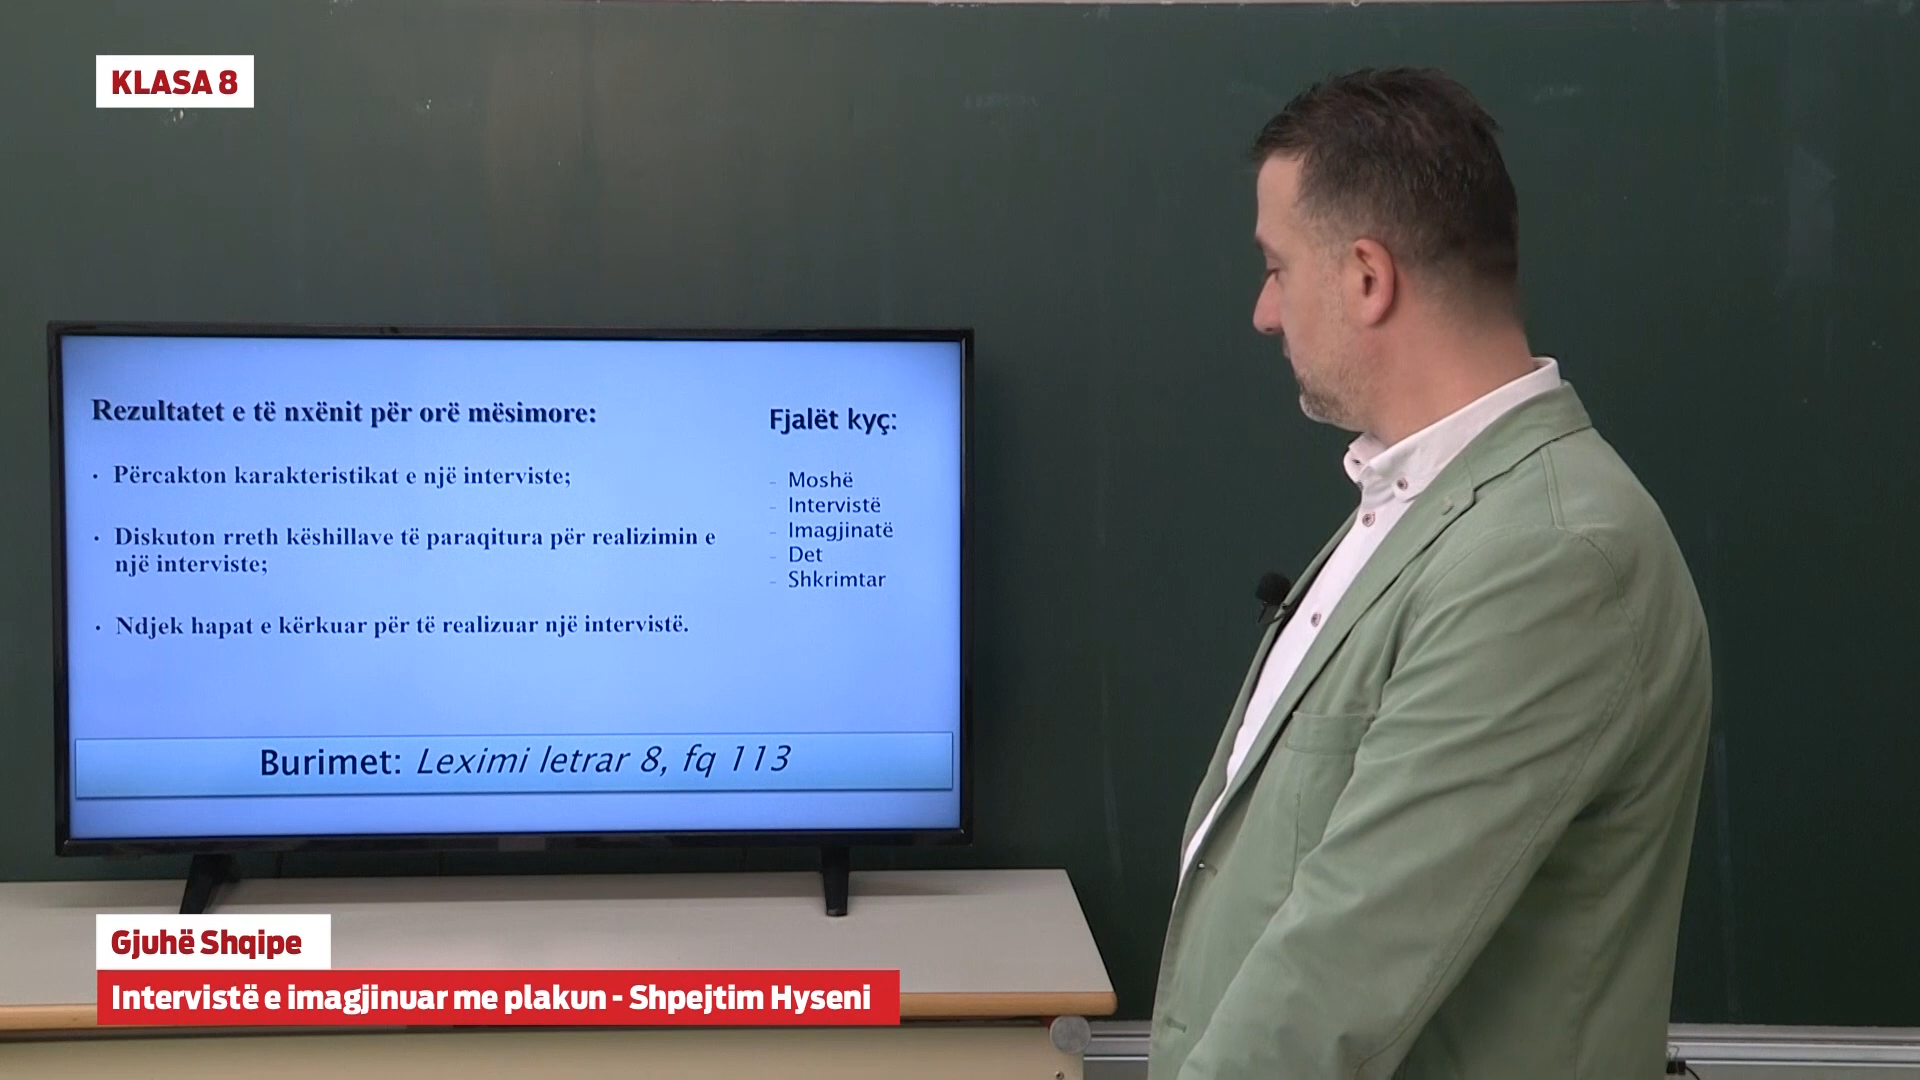 KLASA 8
Rezultatet e të nxënit për orë mësimore:
· Përcakton karakteristikat e një interviste;
· Diskuton rreth këshillave të paraqitura për realizimin e
një interviste;
· Ndjek hapat e kërkuar për të realizuar një intervistë.
Fjalët kyç:
- Moshë
- Intervistë
- Imagjinatë
- Det
- Shkrimtar
Burimet: Leximi letrar 8, fq 113
Gjuhë Shqipe
Intervistë e imagjinuar me plakun - Shpejtim Hyseni